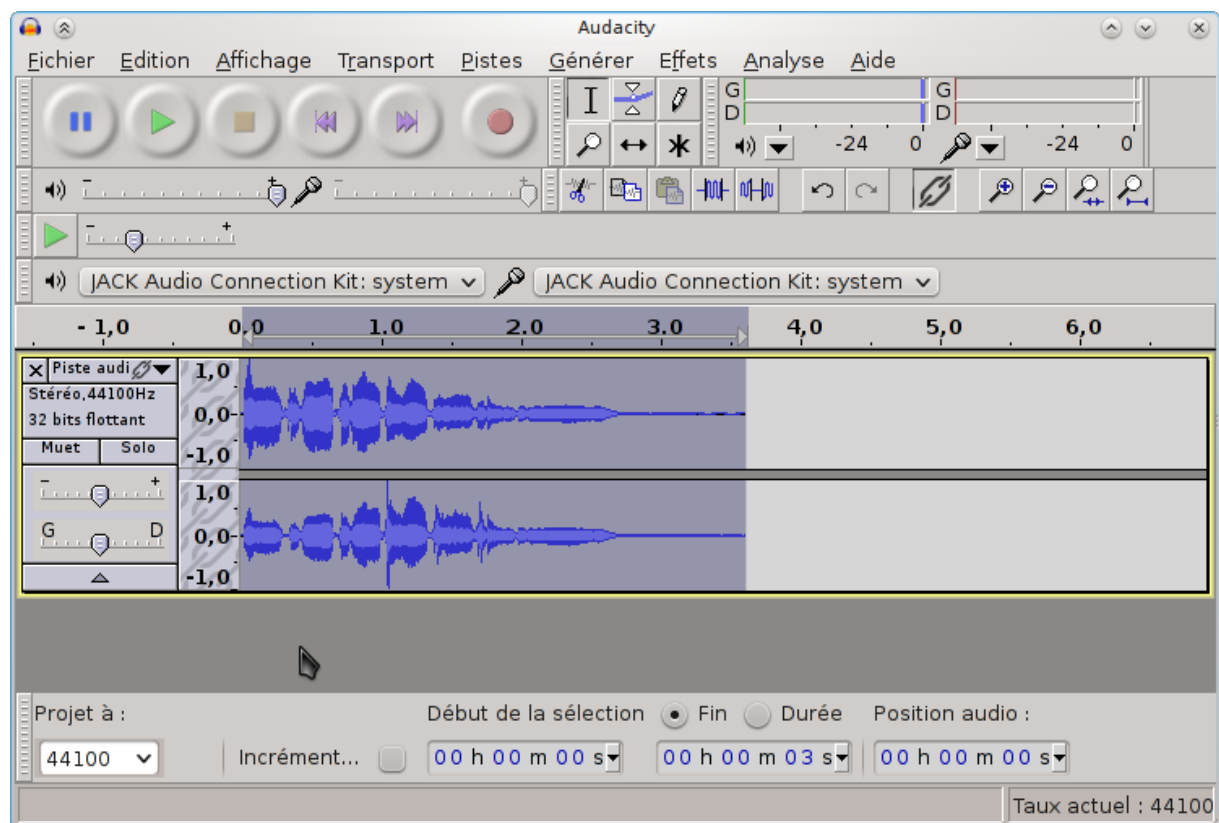 Audacity
Fichier Edition Affichage Transport Pistes Générer Effets Analyse Aide
G G
D D
-24 0 -24 0
- +
- +
- +
JACK Audio Connection Kit: system JACK Audio Connection Kit: system
- 1,0 0,0 1.0 2.0 3.0 4,0 5,0 6,0
X Piste audi 1,0
Stéréo,44100Hz
32 bits flottant 0,0
Muet Solo -1,0
- + 1,0
G D 0,0
-1,0
Projet à : Début de la sélection Fin Durée Position audio :
44100 Incrément... 00 h 00 m 00 s 00 h 00 m 03 s 00 h 00 m 00 s
Taux actuel : 44100